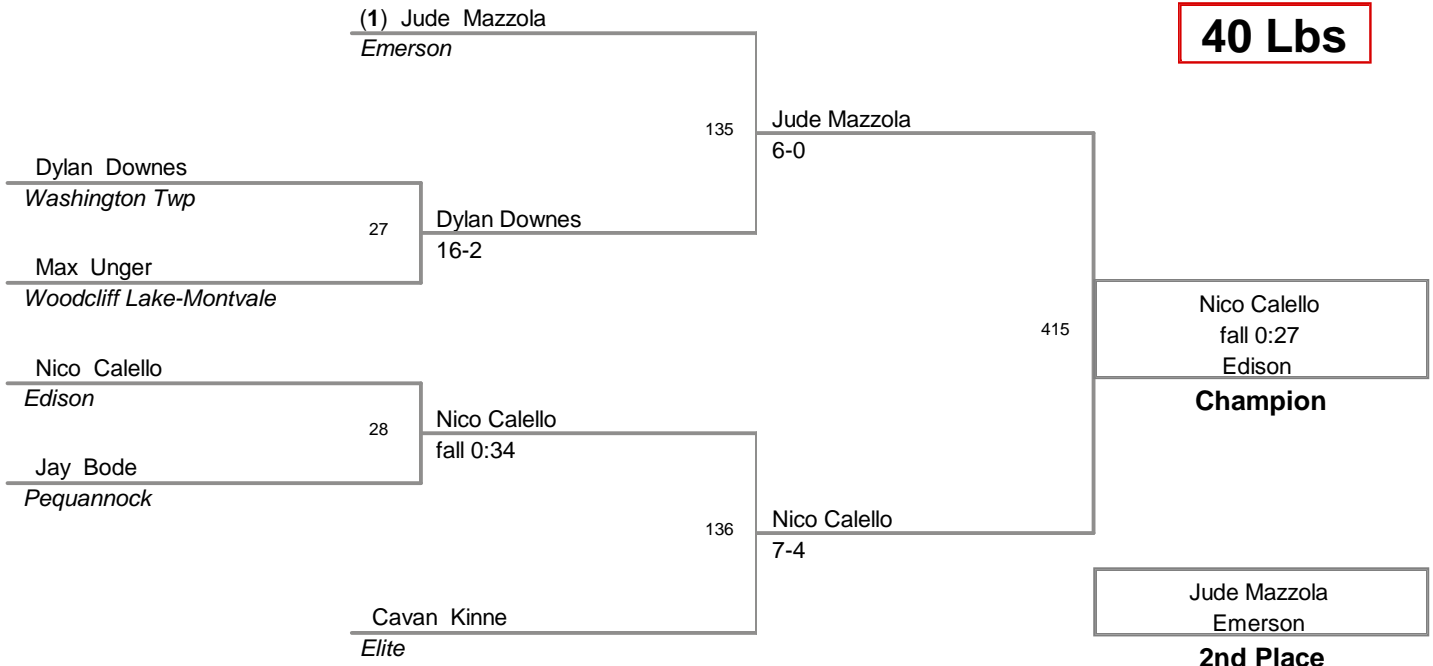 (1) Jude Mazzola
Emerson
40 Lbs
135
Jude Mazzola
6-0
Dylan Downes
Washington Twp
27
Dylan Downes
16-2
Max Unger
Woodcliff Lake-Montvale
415
Nico Calello
fall 0:27
Edison
Champion
Nico Calello
Edison
28
Nico Calello
fall 0:34
Jay Bode
Pequannock
136
Nico Calello
7-4
Cavan Kinne
Elite
Jude Mazzola
Emerson
2nd Place